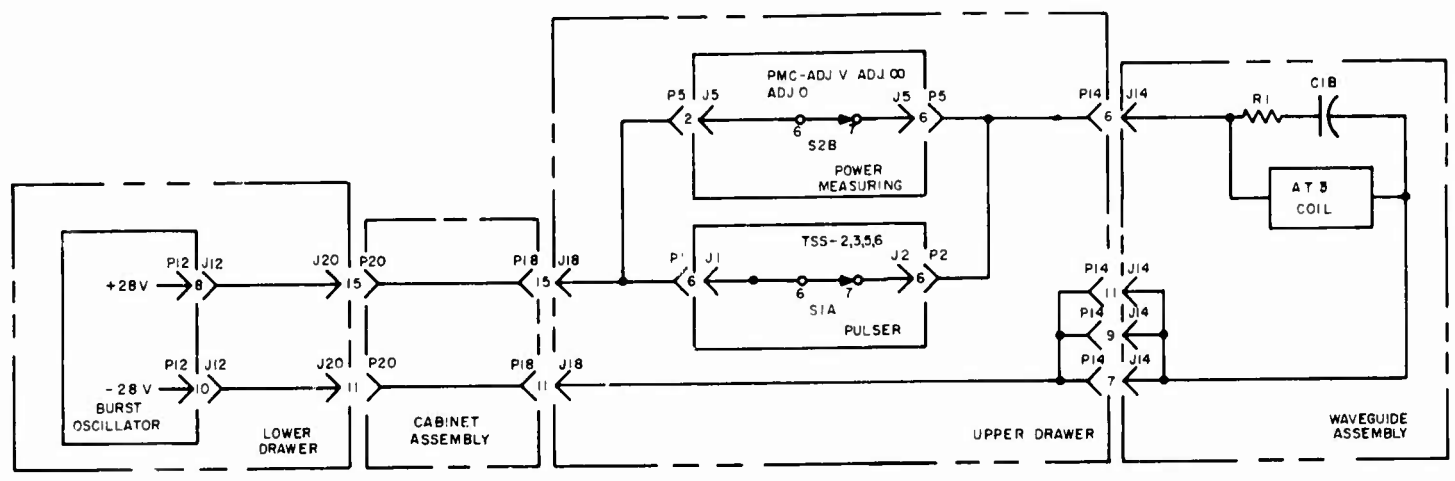 PMC-ADJ V ADJ 00
ADJ O
P5 J5
2
6 7
S2B
J5 P5
6
POWER
MEASURING
P14 J14
6
R1
C1B
AT 3
COIL
TSS-2,3,5,6
P1 J1
6
6 7
S1A
J2 P2
6
PULSER
P12 J12
+28V
8
J20 P20
15
P18 J18
15
P14 J14
11
P14 J14
9
P14 J14
7
P12 J12
-28 V
10
J20 P20
11
P18 J18
11
BURST
OSCILLATOR
LOWER
DRAWER
CABINET
ASSEMBLY
UPPER DRAWER
WAVEGUIDE
ASSEMBLY